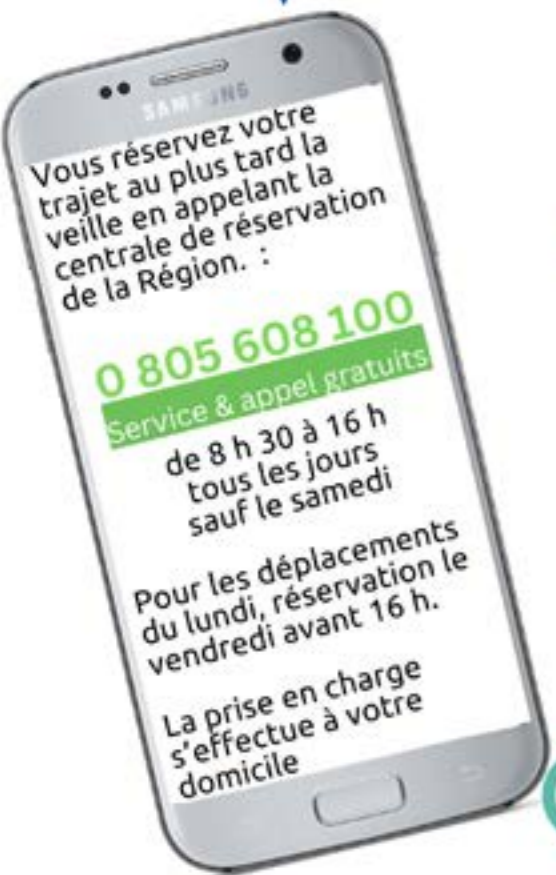 SAMSUNG
Vous réservez votre
trajet au plus tard la
veille en appelant la
centrale de réservation
de la Région. :
0 805 608 100
Service & appel gratuits
de 8 h 30 à 16 h
tous les jours
sauf le samedi
Pour les déplacements
du lundi, réservation le
vendredi avant 16 h.
La prise en charge
s'effectue à votre
domicile